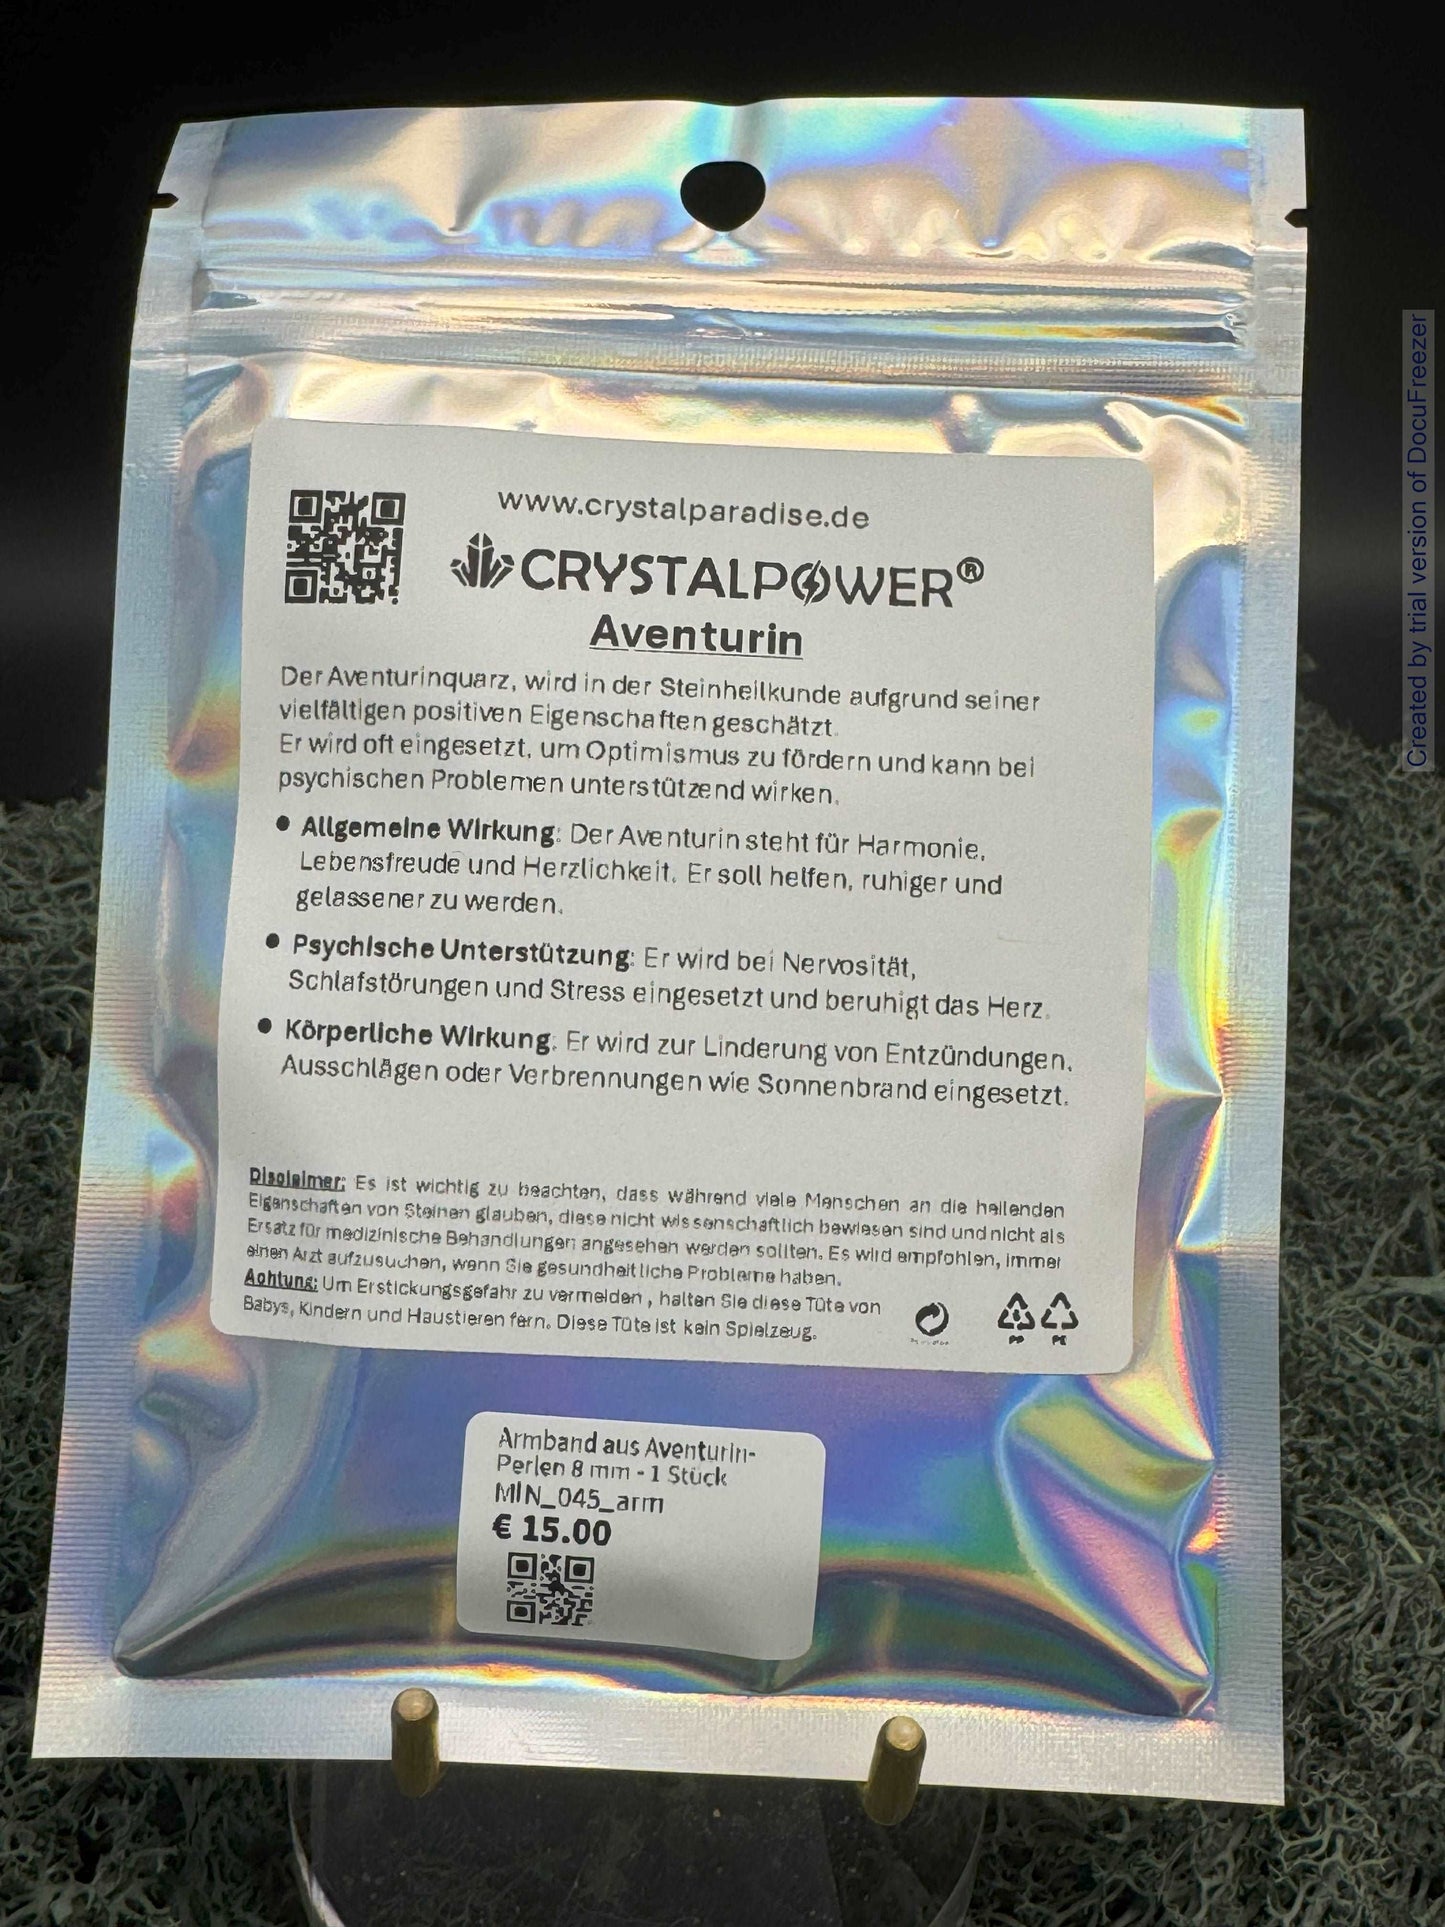 www.crystalparadise.de
CRYSTALPOWER®
Aventurin
Der Aventurinquarz, wird in der Steinheilkunde aufgrund seiner
vielfältigen positiven Eigenschaften geschätzt.
Er wird oft eingesetzt, um Optimismus zu fördern und kann bei
psychischen Problemen unterstützend wirken.
● Allgemeine Wirkung: Der Aventurin steht für Harmonie,
Lebensfreude und Herzlichkeit. Er soll helfen, ruhiger und
gelassener zu werden.
● Psychische Unterstützung: Er wird bei Nervosität,
Schlafstörungen und Stress eingesetzt und beruhigt das Herz.
● Körperliche Wirkung: Er wird zur Linderung von Entzündungen,
Ausschlägen oder Verbrennungen wie Sonnenbrand eingesetzt.
Disclaimer: Es ist wichtig zu beachten, dass während viele Menschen an die heilenden
Eigenschaften von Steinen glauben, diese nicht wissenschaftlich bewiesen sind und nicht als
Ersatz für medizinische Behandlungen angesehen werden sollten. Es wird empfohlen, immer
einen Arzt aufzusuchen, wenn Sie gesundheitliche Probleme haben.
Achtung: Um Erstickungsgefahr zu vermeiden , halten Sie diese Tüte von
Babys, Kindern und Haustieren fern. Diese Tüte ist kein Spielzeug.
PP PE
Armband aus Aventurin-
Perlen 8 mm - 1 Stück
MIN_045_arm
€ 15.00
Created by trial version of DocuFreezer